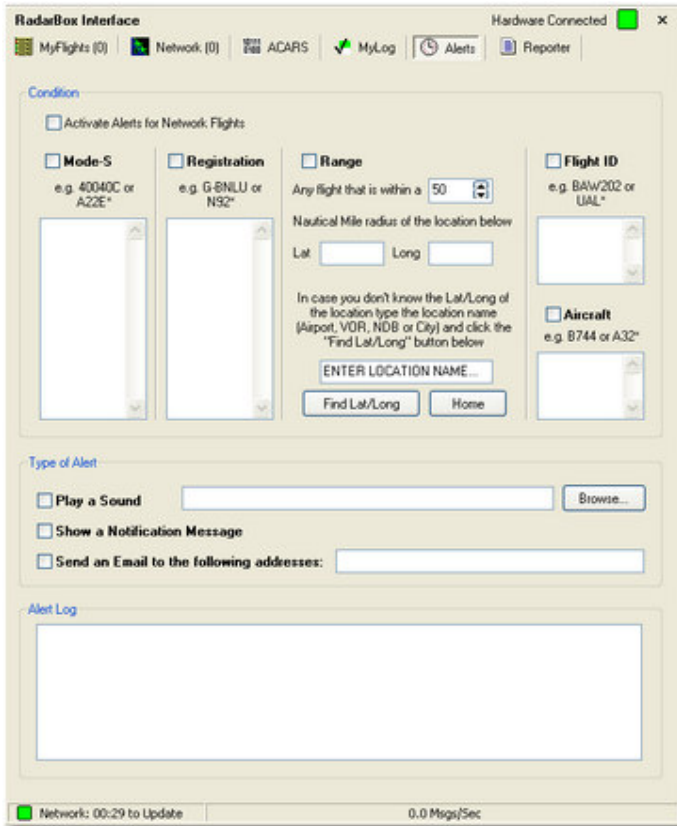 RadarBox Interface
Hardware Connected
MyFlights (0)
Network (0)
ACARS
MyLog
Alerts
Reporter
Condition
Activate Alerts for Network Flights
Mode-S
e.g. 40040C or
A22E*
Registration
e.g. G-BNLU or
N92*
Range
Any flight that is within a 50
Nautical Mile radius of the location below
Lat
Long
In case you don't know the Lat/Long of
the location type the location name
(Airport, VOR, NDB or City) and click the
"Find Lat/Long" button below
ENTER LOCATION NAME...
Find Lat/Long
Home
Flight ID
e.g. BAW202 or
UAL*
Aircraft
e.g. B744 or A32*
Type of Alert
Play a Sound
Browse...
Show a Notification Message
Send an Email to the following addresses:
Alert Log
Network: 00:29 to Update
0.0 Msgs/Sec